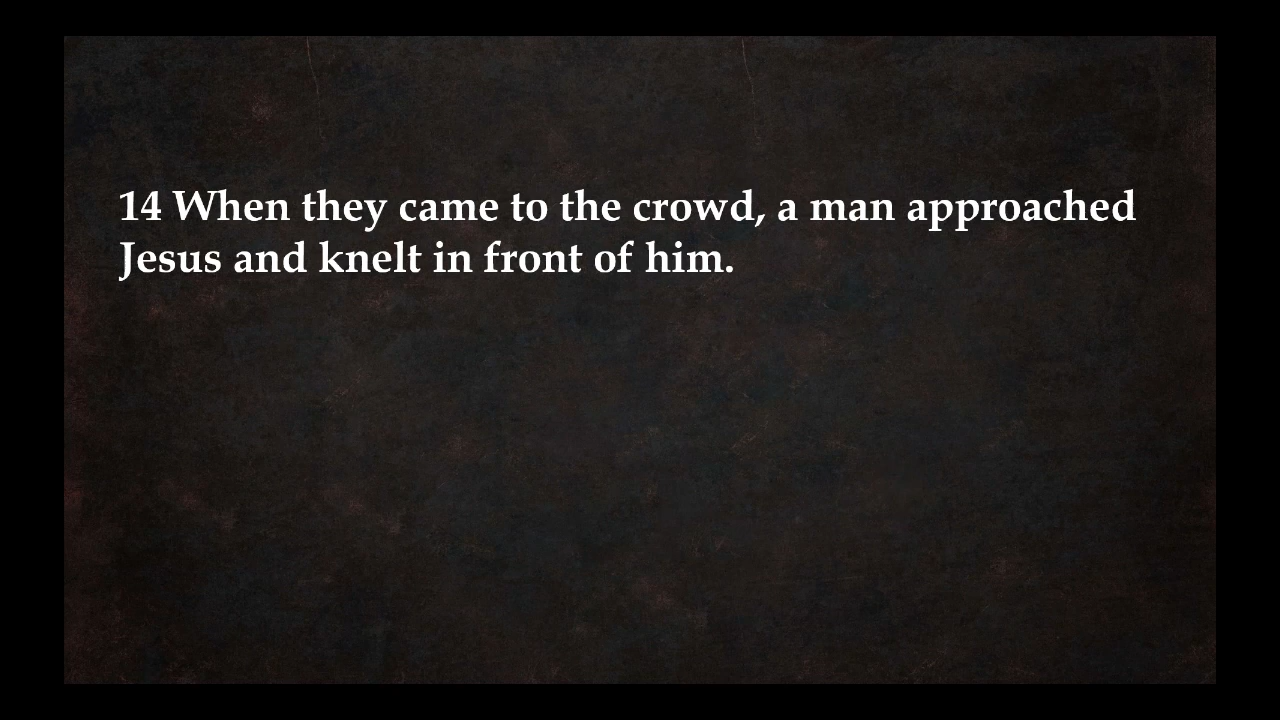 14 When they came to the crowd, a man approached
Jesus and knelt in front of him.